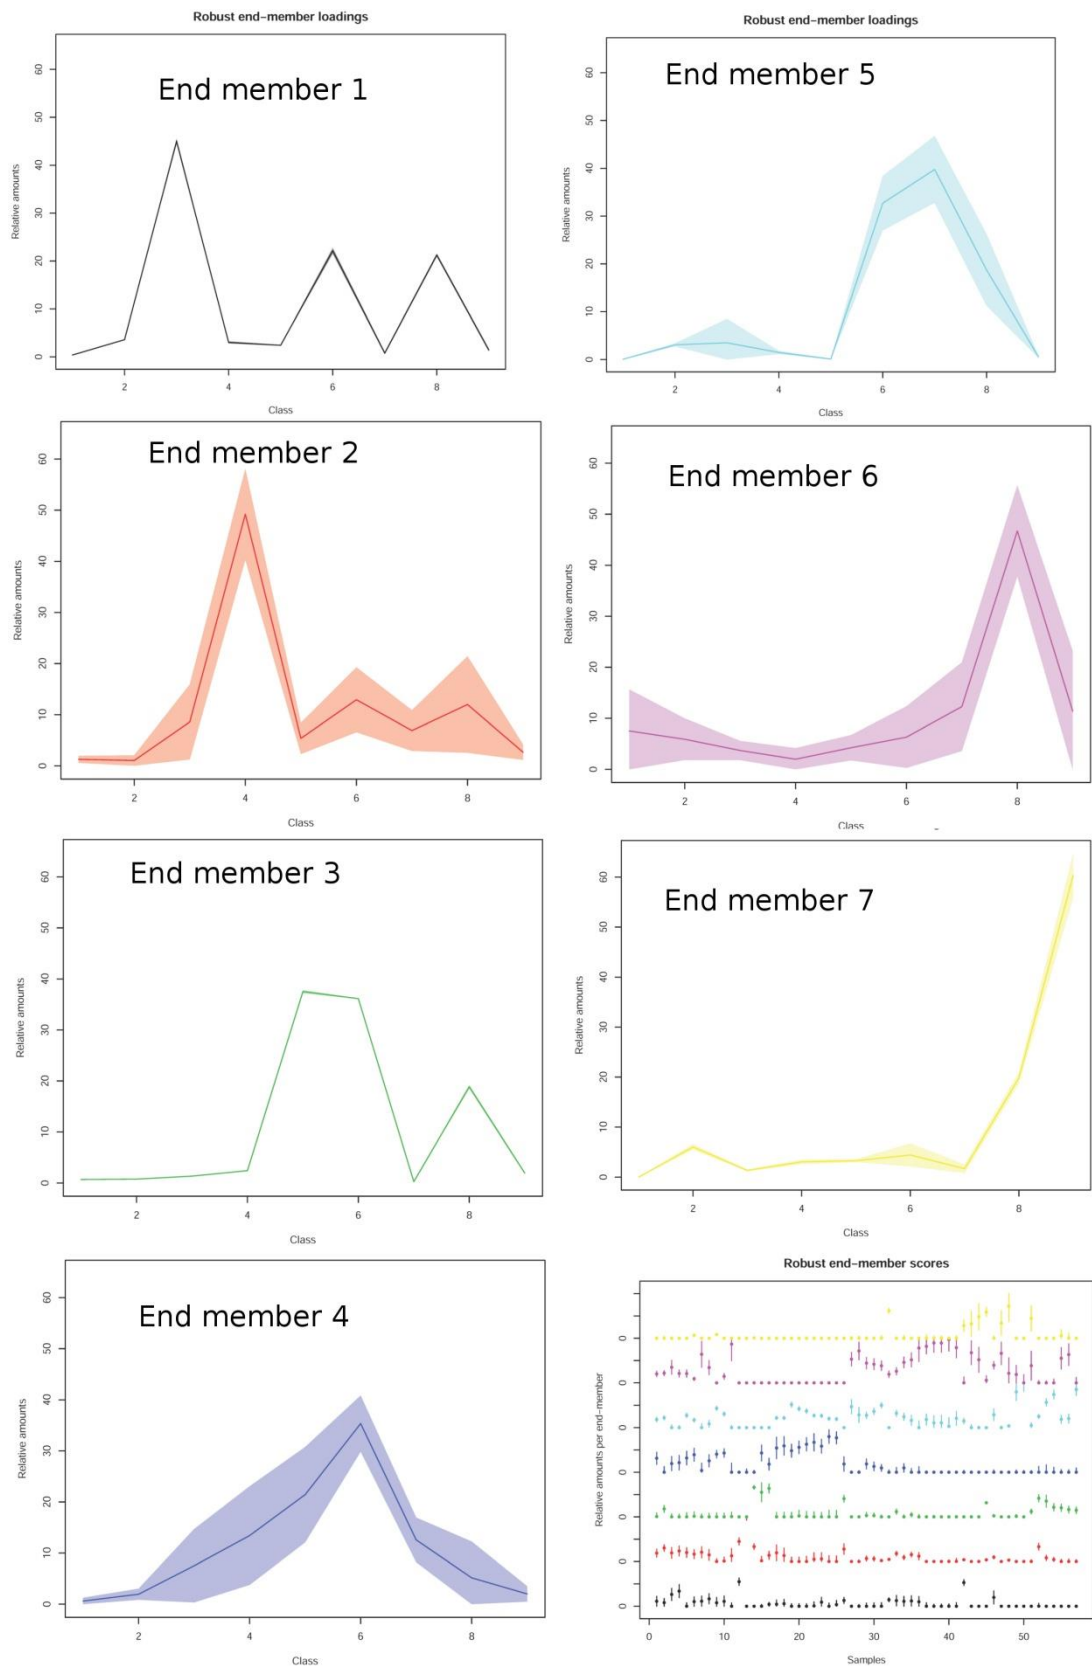 Robust end-member loadings
End member 1
Relative amounts
60
50
40
30
20
10
0
2 4 6 8
Class
Robust end-member loadings
End member 5
Relative amounts
60
50
40
30
20
10
0
2 4 6 8
Class
End member 2
Relative amounts
60
50
40
30
20
10
0
2 4 6 8
Class
End member 6
Relative amounts
60
50
40
30
20
10
0
2 4 6 8
Class
End member 3
Relative amounts
60
50
40
30
20
10
0
2 4 6 8
Class
End member 7
Relative amounts
60
50
40
30
20
10
0
2 4 6 8
Class
End member 4
Relative amounts
60
50
40
30
20
10
0
2 4 6 8
Class
Robust end-member scores
Relative amounts per end-member
0
0
0
0
0
0
0
0 10 20 30 40 50
Samples